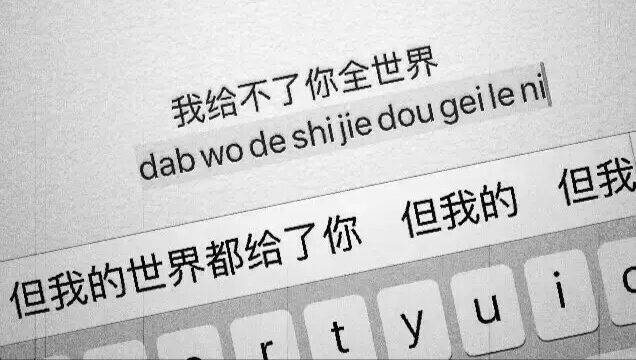 我给不了你全世界
dab wo de shi jie dou gei le ni
但我的世界都给了你 但我的 但我
r t y u i